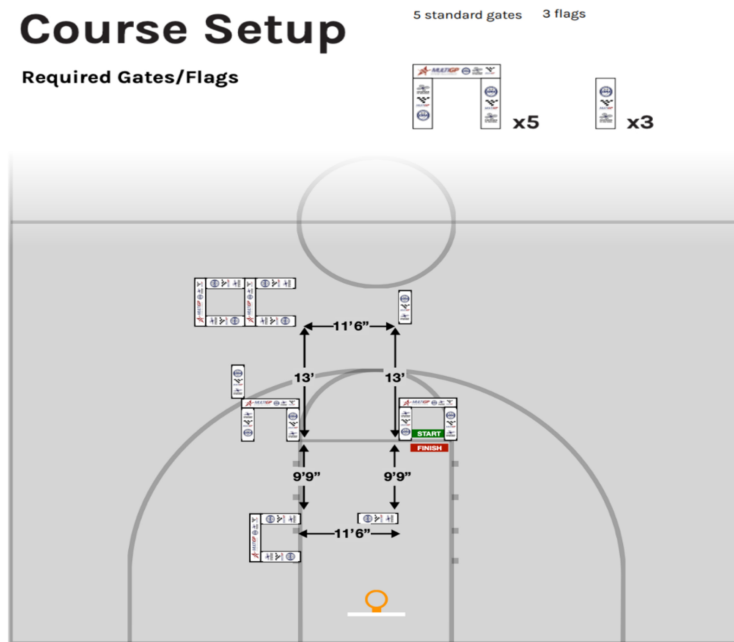 Course Setup
5 standard gates 3 flags
Required Gates/Flags
MULTIGP
x5
x3
11'6"
13'
13'
START
FINISH
9'9"
9'9"
11'6"